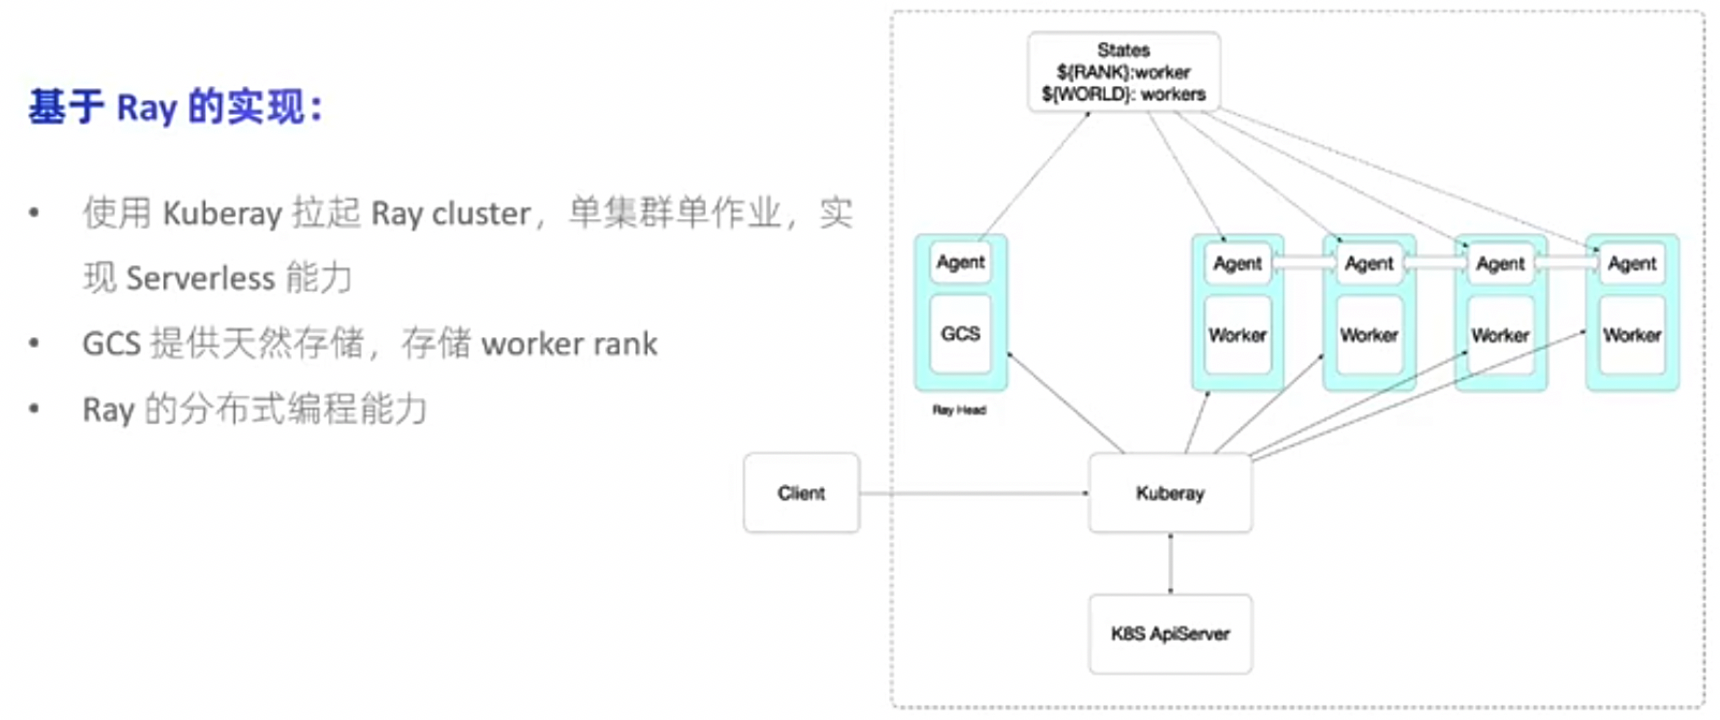 基于 Ray 的实现：
• 使用 Kuberay 拉起 Ray cluster，单集群单作业，实
现 Serverless 能力
• GCS 提供天然存储，存储 worker rank
• Ray 的分布式编程能力
States
${RANK}:worker
${WORLD}: workers
Agent
GCS
Ray Head
Agent
Worker
Agent
Worker
Agent
Worker
Agent
Worker
Client
Kuberay
K8S ApiServer